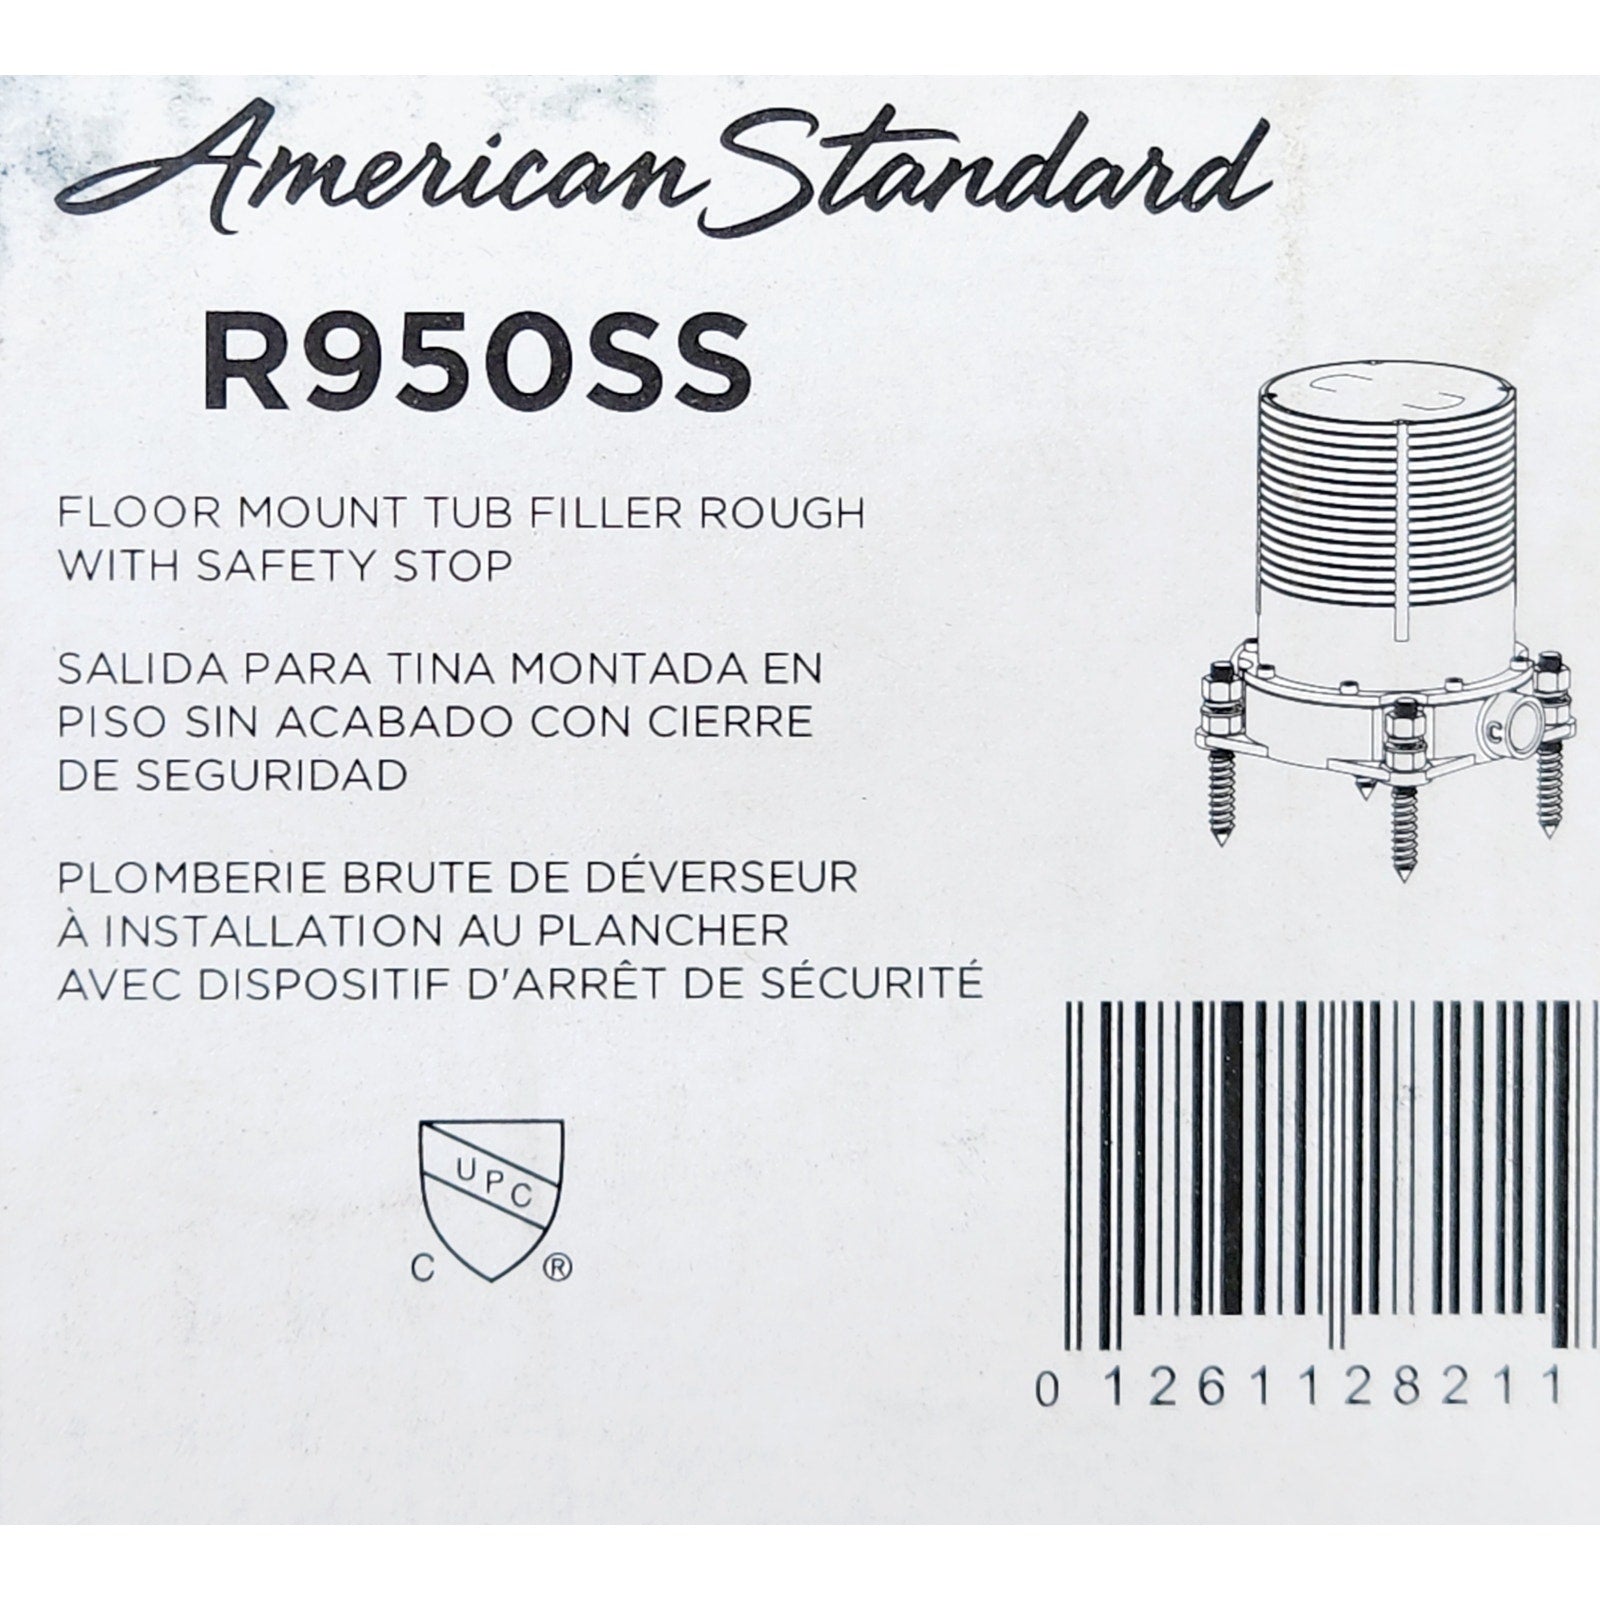 American Standard
R950SS
FLOOR MOUNT TUB FILLER ROUGH
WITH SAFETY STOP
SALIDA PARA TINA MONTADA EN
PISO SIN ACABADO CON CIERRE
DE SEGURIDAD
PLOMBERIE BRUTE DE DÉVERSEUR
À INSTALLATION AU PLANCHER
AVEC DISPOSITIF D'ARRÊT DE SÉCURITÉ
C
UPC
C ®
0 12611 28211